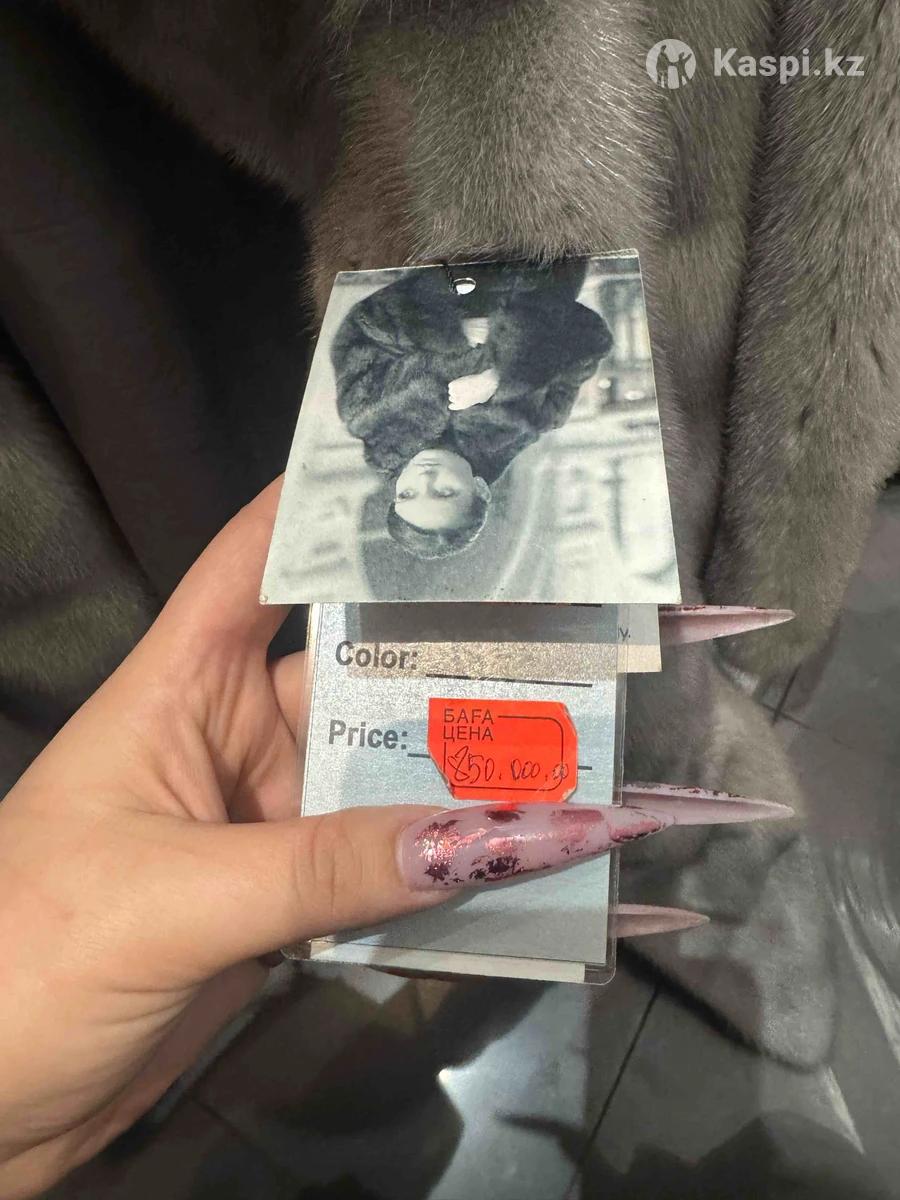 Kaspi.kz
y.
Color:
Price:
БАҒА
ЦЕНА
850.000.00